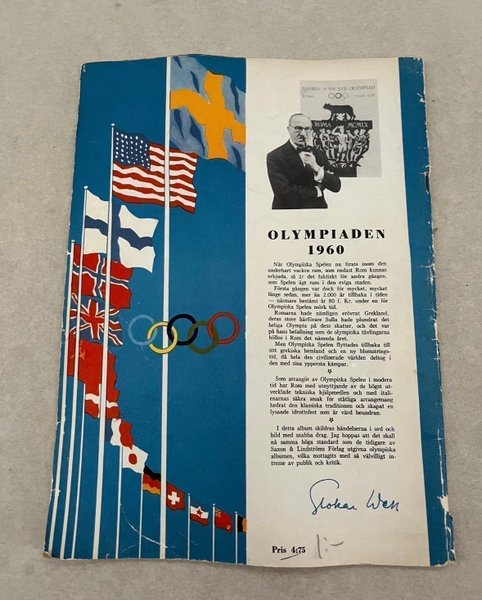 GAMES OF THE XVII OLYMPIAD
ROMA MCMLX
OLYMPIADEN
1960
När Olympiska Spelen nu firats inom den
underbart vackra ram, som endast Rom kunnat
erbjuda, så är det faktiskt för andra gången,
som Spelen ägt rum i den eviga staden.
Första gången var dock för mycket, mycket
länge sedan, mer än 2.000 år tillbaka i tiden
— närmare bestämt år 80 f. Kr. under en för
Olympiska Spelen mörk tid.
Romarna hade nämligen erövrat Grekland,
deras store härförare Sulla hade plundrat det
heliga Olympia på dess skatter, och det var
på hans befallning som de olympiska tävlingarna
höllos i Rom det nämnda året.
Men Olympiska Spelen flyttades tillbaka till
sitt grekiska hemland och en ny blomstrings-
tid, då hela den civiliserade världen deltog i
den med sina yppersta kämpar.
Som arrangör av Olympiska Spelen i modern
tid har Rom med utnyttjande av de högst ut-
vecklade tekniska hjälpmedlen och med itali-
enarnas säkra smak för ståtliga arrangemang
hedrat den klassiska traditionen och skapat en
lysande idrottsfest som är värd beundran.
I detta album skildras händelserna i ord och
bild med snabba drag. Jag hoppas att det skall
nå samma höga standard som de tidigare av
Saxon & Lindströms Förlag utgivna olympiska
albumen, vilka mottagits med så välvilligt in-
tresse av publik och kritik.
Pris 4:75 1:-